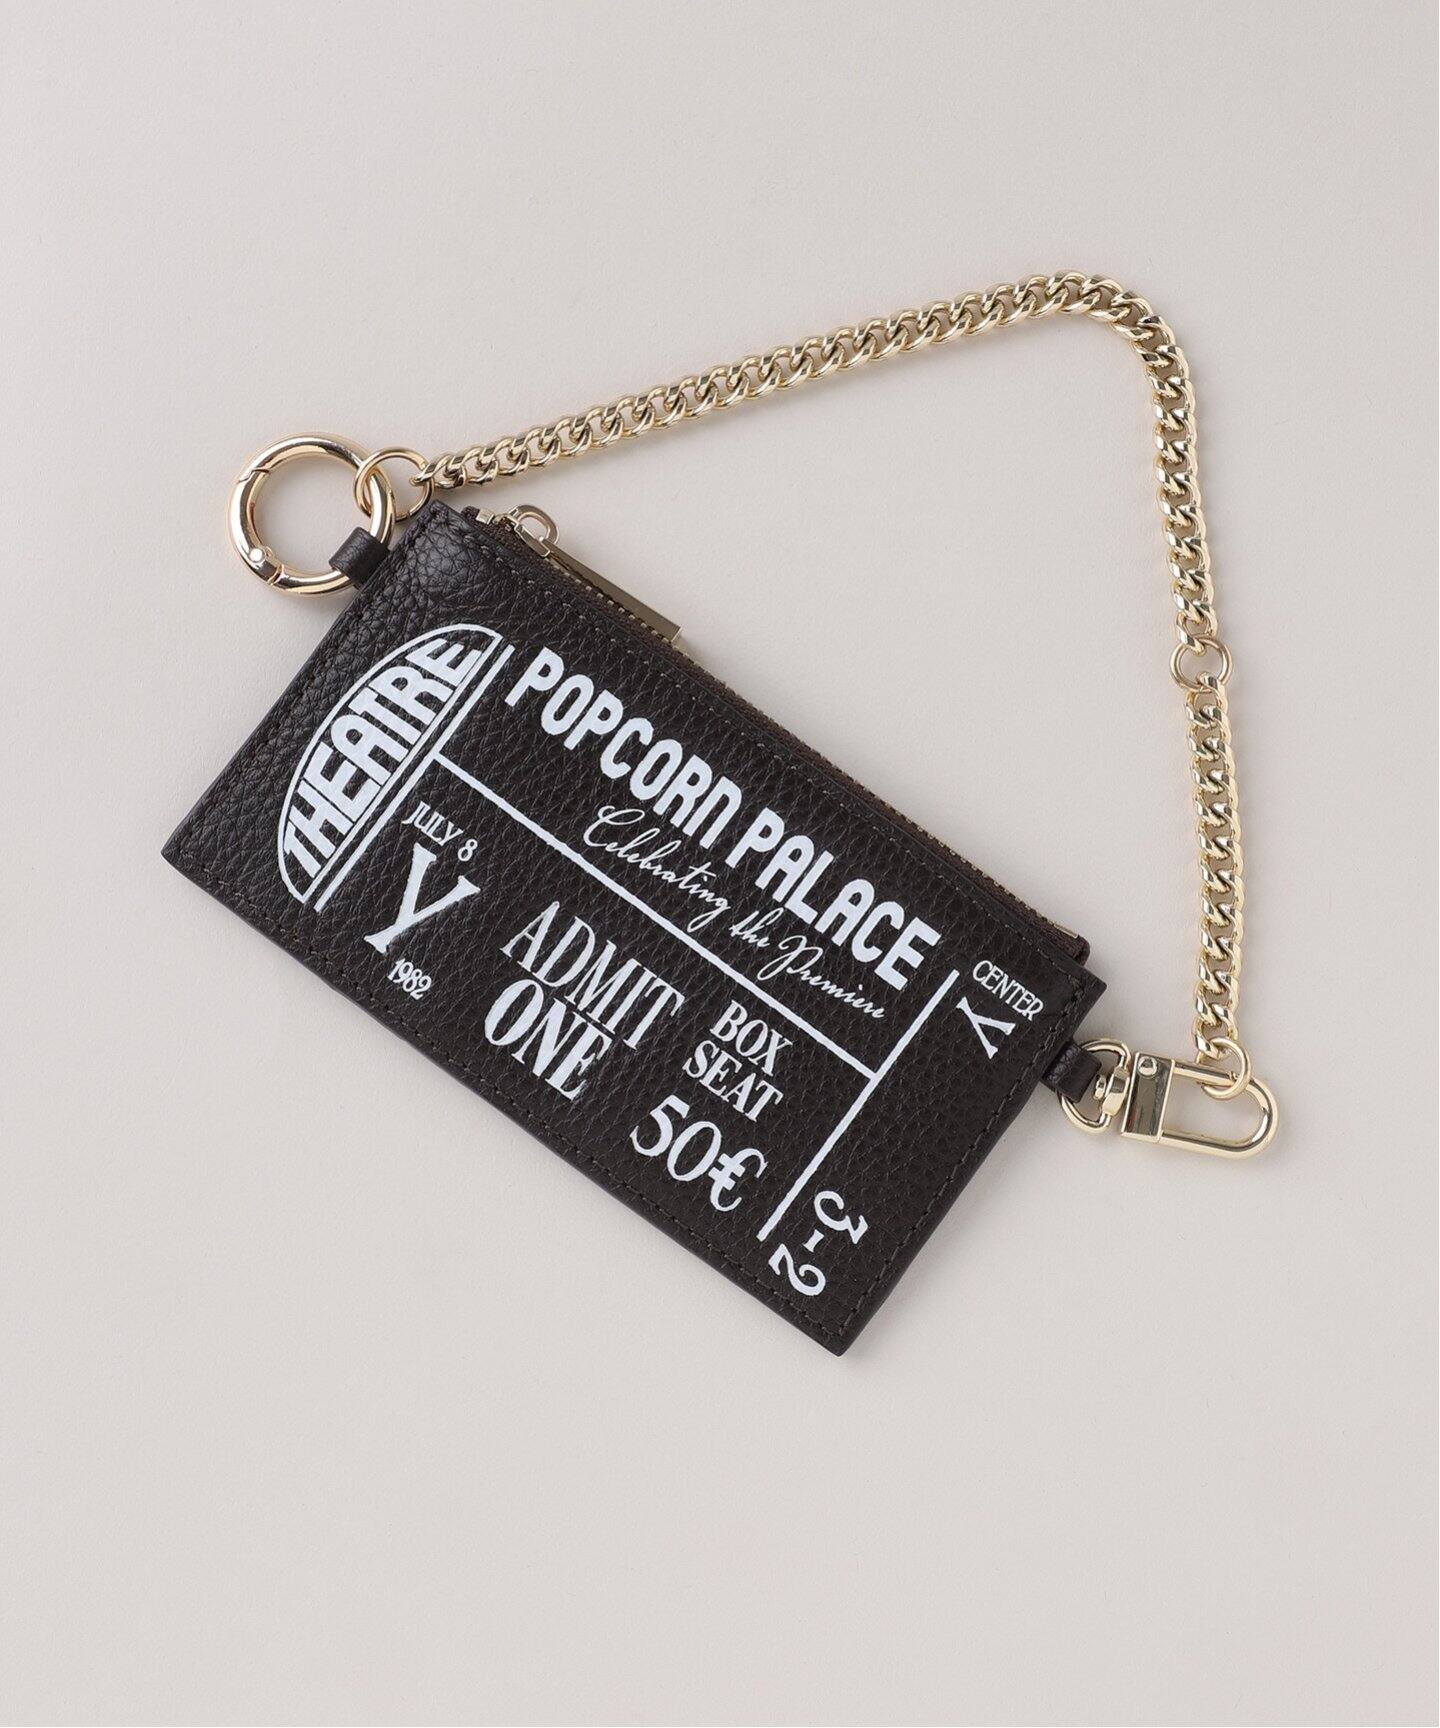 THEATRE
POPCORN PALACE
Celebrating the Premiere
JULY 8
Y
1982
ADMIT
ONE
BOX
SEAT
50€
CENTER
Y
3-2